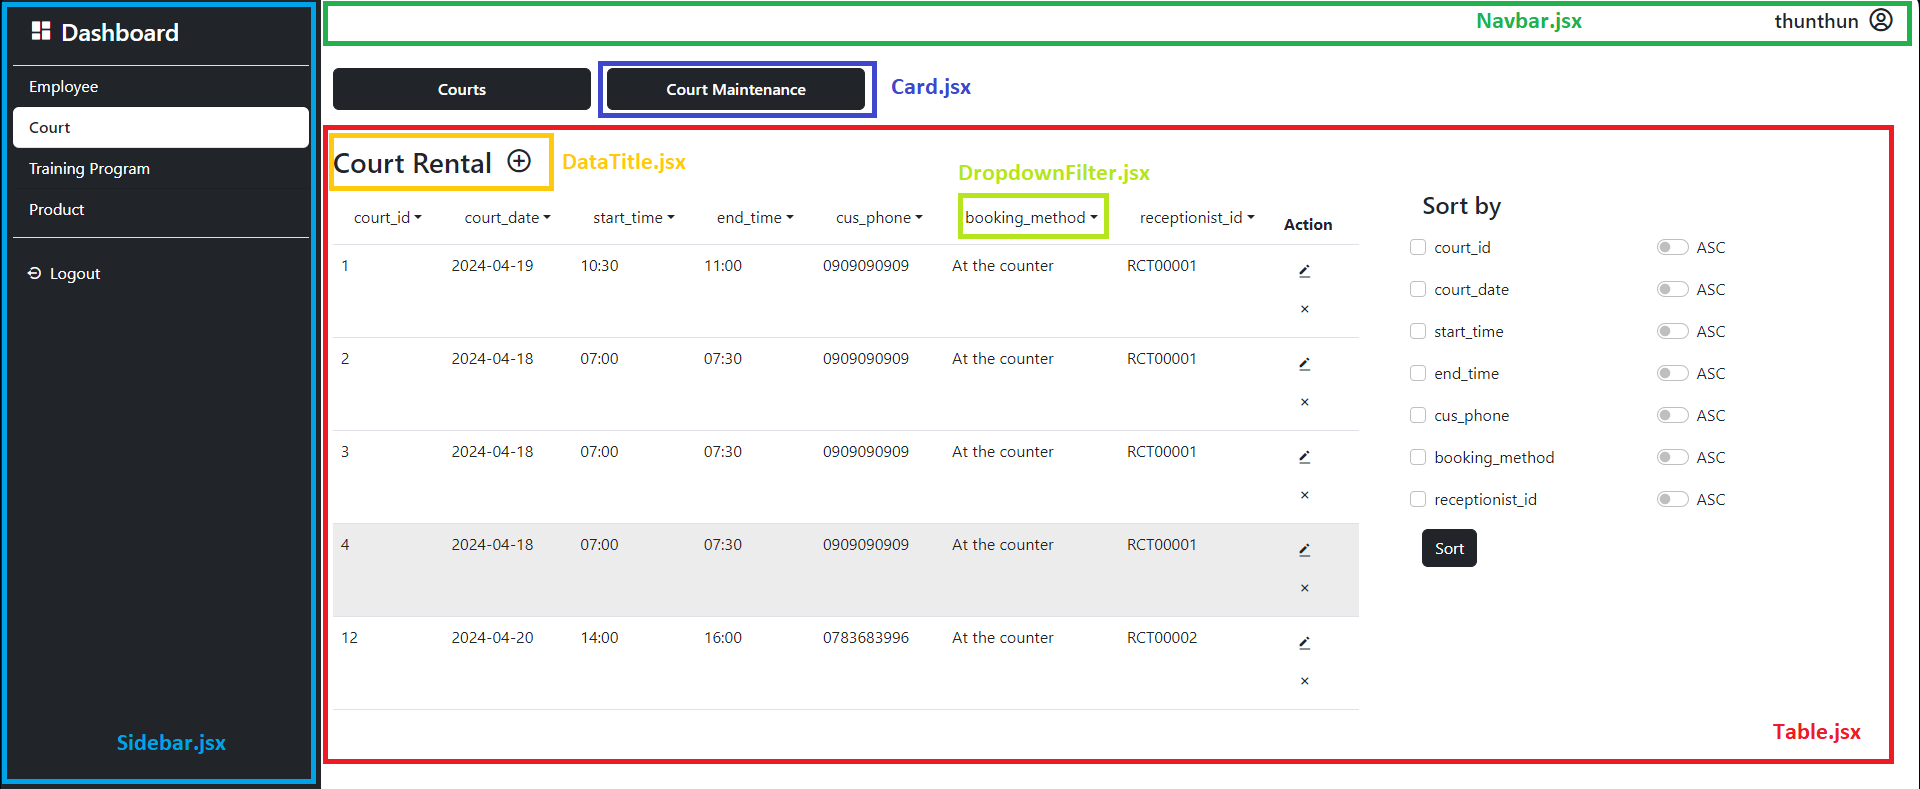 Dashboard
Employee
Court
Training Program
Product
Logout
Sidebar.jsx
Navbar.jsx
thunthun
Courts
Court Maintenance
Card.jsx
Court Rental
DataTitle.jsx
DropdownFilter.jsx
court_id court_date start_time end_time cus_phone booking_method receptionist_id Action
1 2024-04-19 10:30 11:00 0909090909 At the counter RCT00001
×
2 2024-04-18 07:00 07:30 0909090909 At the counter RCT00001
×
3 2024-04-18 07:00 07:30 0909090909 At the counter RCT00001
×
4 2024-04-18 07:00 07:30 0909090909 At the counter RCT00001
×
12 2024-04-20 14:00 16:00 0783683996 At the counter RCT00002
×
Sort by
court_id ASC
court_date ASC
start_time ASC
end_time ASC
cus_phone ASC
booking_method ASC
receptionist_id ASC
Sort
Table.jsx